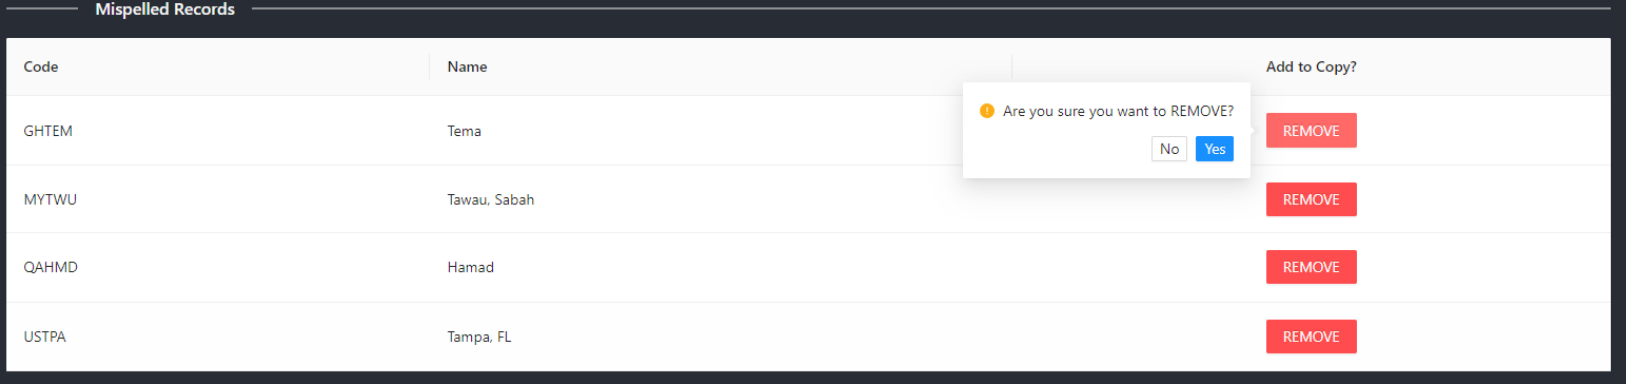 Mispelled Records
Code Name Add to Copy?
Are you sure you want to REMOVE?
No Yes
GHTEM Tema REMOVE
MYTWU Tawau, Sabah REMOVE
QAHMD Hamad REMOVE
USTPA Tampa, FL REMOVE